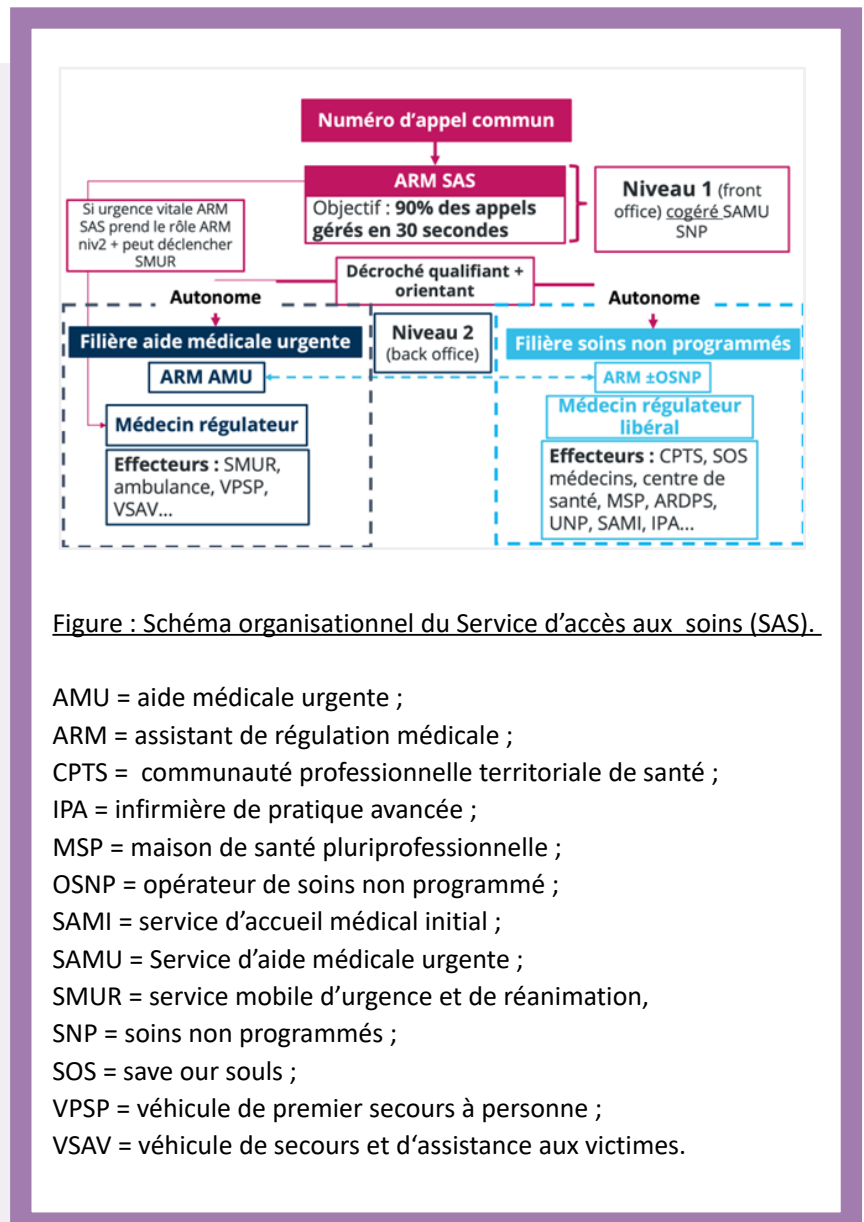 Numéro d'appel commun
ARM SAS
Objectif : 90% des appels
gérés en 30 secondes
Niveau 1 (front
office) cogéré SAMU
SNP
Si urgence vitale ARM
SAS prend le rôle ARM
niv2 + peut déclencher
SMUR
Décroché qualifiant +
orientant
Autonome
Autonome
Filière aide médicale urgente
Niveau 2
(back office)
Filière soins non programmés
ARM AMU
ARM ±OSNP
Médecin régulateur
Médecin régulateur
libéral
Effecteurs : SMUR,
ambulance, VPSP,
VSAV...
Effecteurs : CPTS, SOS
médecins, centre de
santé, MSP, ARDPS,
UNP, SAMI, IPA...
Figure : Schéma organisationnel du Service d'accès aux  soins (SAS).
AMU = aide médicale urgente ;
ARM = assistant de régulation médicale ;
CPTS =  communauté professionnelle territoriale de santé ;
IPA = infirmière de pratique avancée ;
MSP = maison de santé pluriprofessionnelle ;
OSNP = opérateur de soins non programmé ;
SAMI = service d'accueil médical initial ;
SAMU = Service d'aide médicale urgente ;
SMUR = service mobile d'urgence et de réanimation,
SNP = soins non programmés ;
SOS = save our souls ;
VPSP = véhicule de premier secours à personne ;
VSAV = véhicule de secours et d'assistance aux victimes.